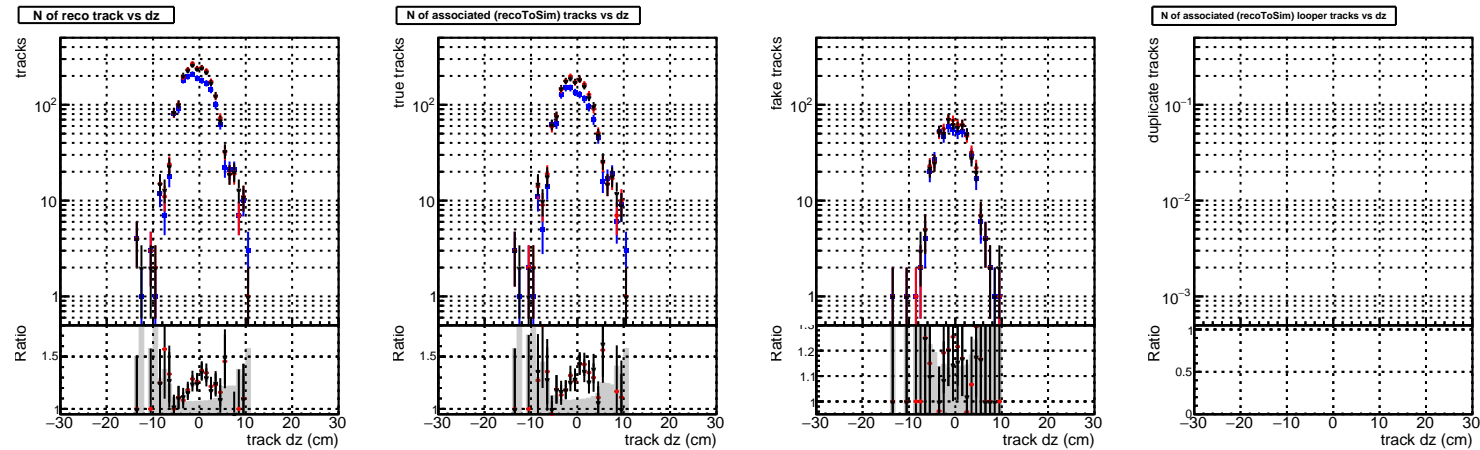 N of reco track vs dz
tracks
10²
10
1
Ratio
1.5
1
−30 −20 −10 0 10 20 30
track dz (cm)
N of associated (recoToSim) tracks vs dz
true tracks
10²
10
1
Ratio
1.5
1
−30 −20 −10 0 10 20 30
track dz (cm)
fake tracks
10²
10
1
Ratio
1.3
1.2
1.1
1
−30 −20 −10 0 10 20 30
track dz (cm)
N of associated (recoToSim) looper tracks vs dz
duplicate tracks
10⁻¹
10⁻²
10⁻³
Ratio
1
0.5
0
−30 −20 −10 0 10 20 30
track dz (cm)